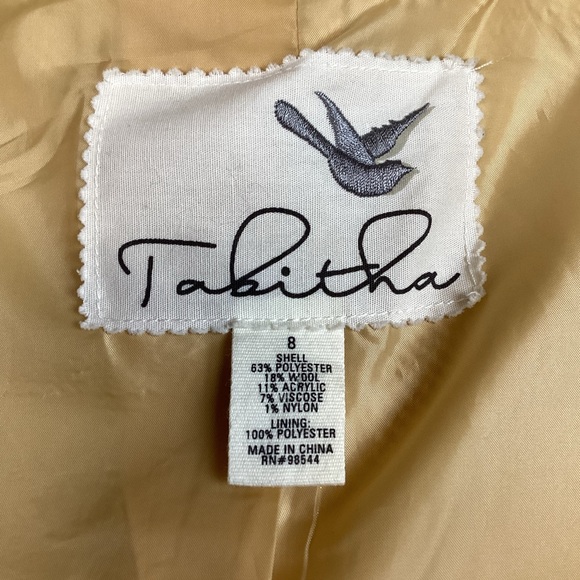 Tabitha
8
SHELL
63% POLYESTER
18% WOOL
11% ACRYLIC
7% VISCOSE
1% NYLON
LINING:
100% POLYESTER
MADE IN CHINA
RN#98544